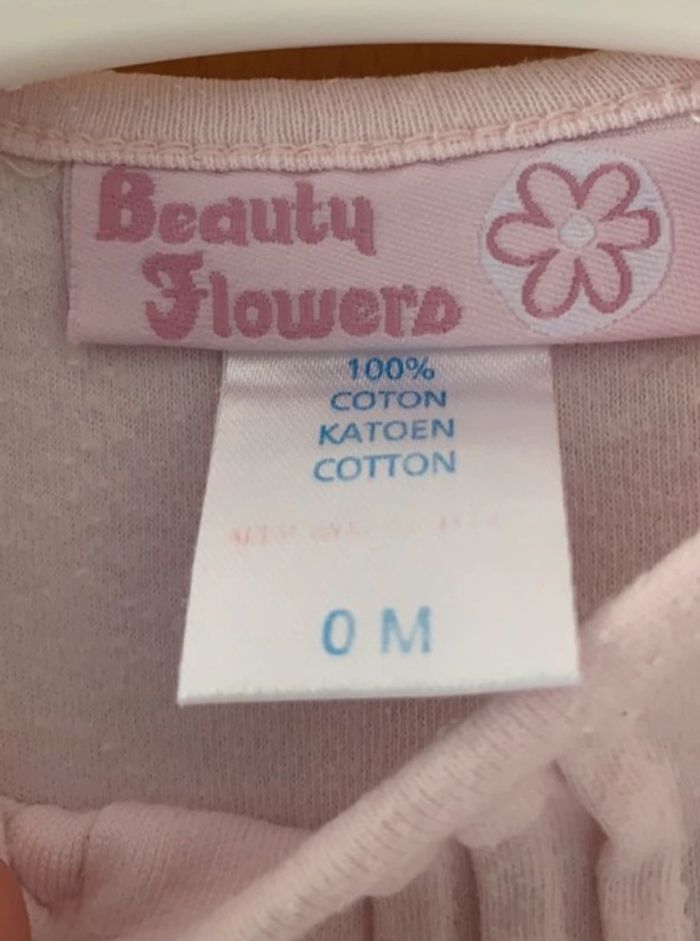 Beauty
Flowers
100%
COTON
KATOEN
COTTON
0 M